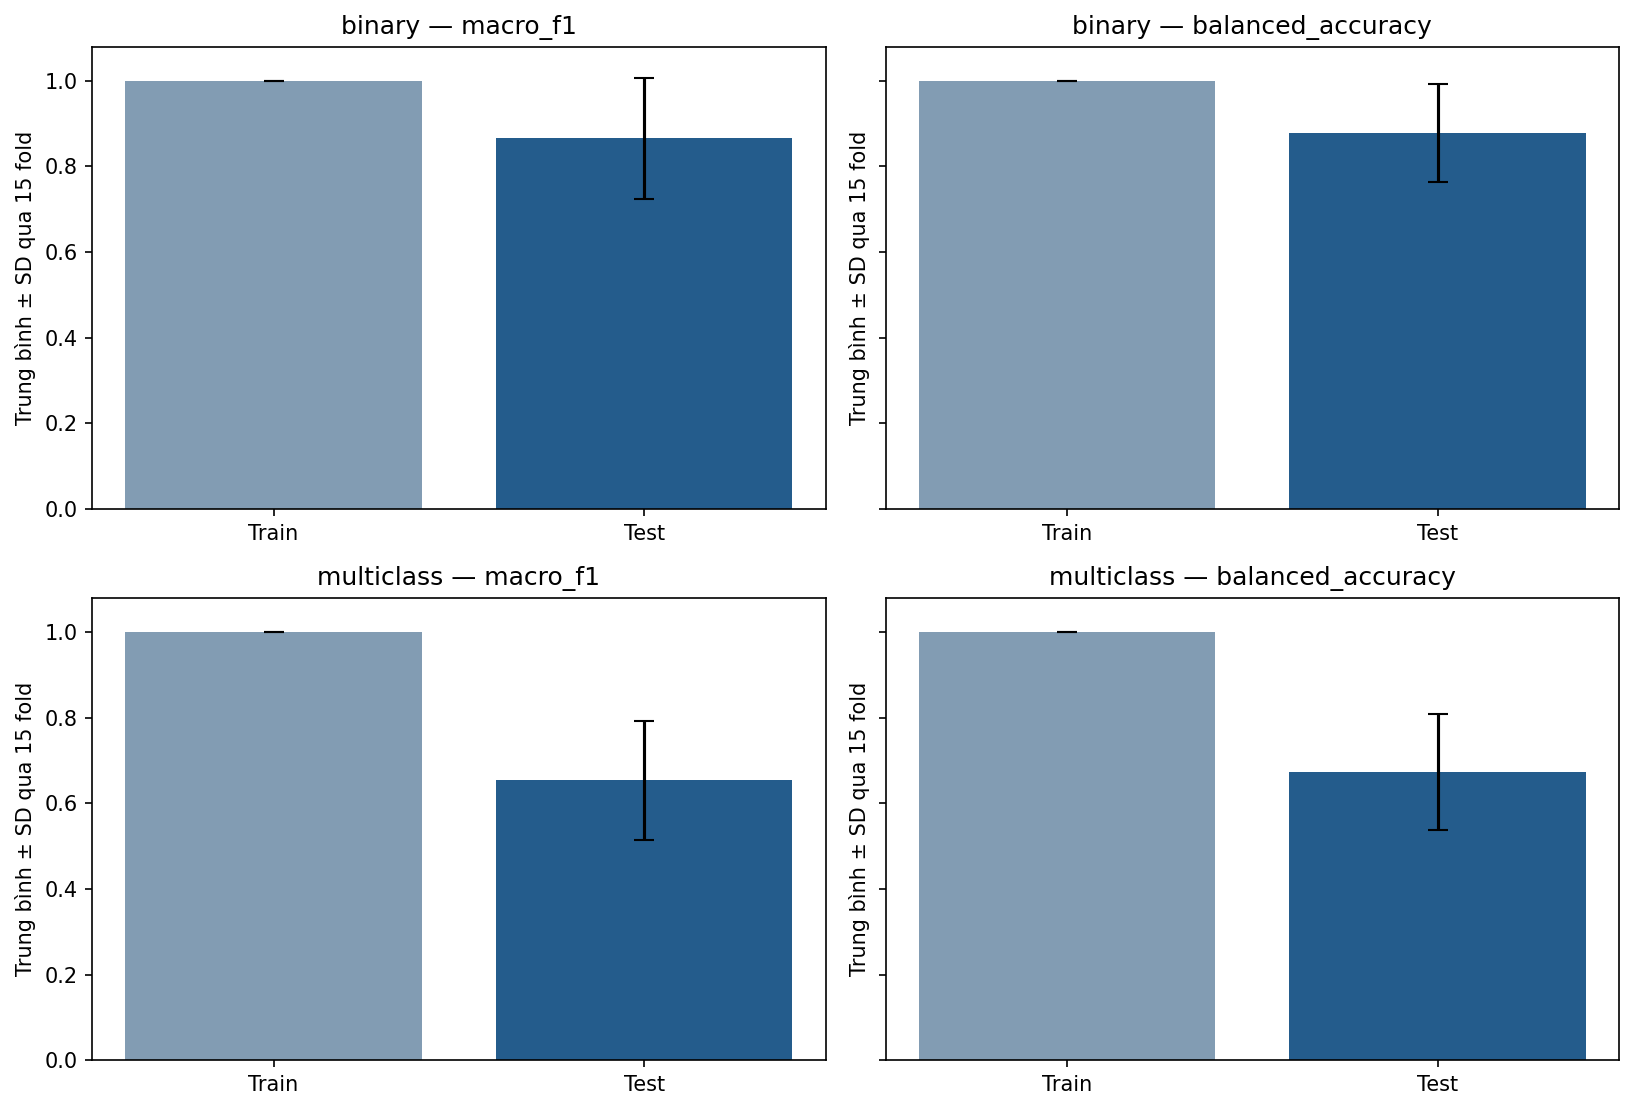 binary — macro_f1
Trung bình ± SD qua 15 fold
1.0
0.8
0.6
0.4
0.2
0.0
Train
Test
binary — balanced_accuracy
Trung bình ± SD qua 15 fold
Train
Test
multiclass — macro_f1
Trung bình ± SD qua 15 fold
1.0
0.8
0.6
0.4
0.2
0.0
Train
Test
multiclass — balanced_accuracy
Trung bình ± SD qua 15 fold
Train
Test